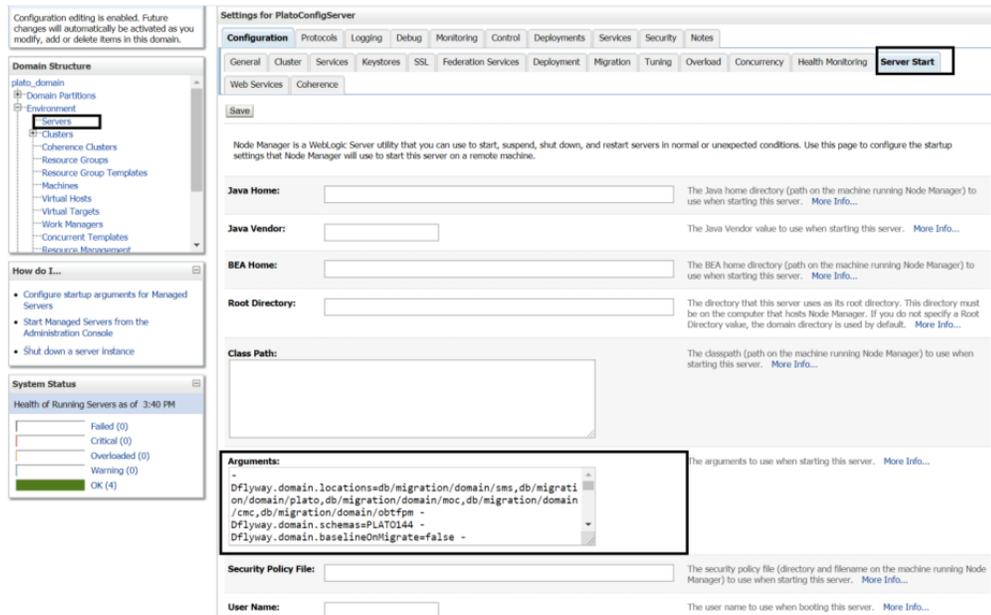 Configuration editing is enabled. Future
changes will automatically be activated as you
modify, add or delete items in this domain.
Domain Structure
plato_domain
Domain Partitions
Environment
Servers
Clusters
Coherence Clusters
Resource Groups
Resource Group Templates
Machines
Virtual Hosts
Virtual Targets
Work Managers
Concurrent Templates
Resource Management
How do I...
Configure startup arguments for Managed
Servers
Start Managed Servers from the
Administration Console
Shut down a server instance
System Status
Health of Running Servers as of 3:40 PM
Failed (0)
Critical (0)
Overloaded (0)
Warning (0)
OK (4)
Settings for PlatoConfigServer
Configuration Protocols Logging Debug Monitoring Control Deployments Services Security Notes
General Cluster Services Keystores SSL Federation Services Deployment Migration Tuning Overload Concurrency Health Monitoring Server Start
Web Services Coherence
Save
Node Manager is a WebLogic Server utility that you can use to start, suspend, shut down, and restart servers in normal or unexpected conditions. Use this page to configure the startup
settings that Node Manager will use to start this server on a remote machine.
Java Home:
The Java home directory (path on the machine running Node Manager) to
use when starting this server. More Info...
Java Vendor:
The Java Vendor value to use when starting this server. More Info...
BEA Home:
The BEA home directory (path on the machine running Node Manager) to
use when starting this server. More Info...
Root Directory:
The directory that this server uses as its root directory. This directory must
be on the computer that hosts Node Manager. If you do not specify a Root
Directory value, the domain directory is used by default. More Info...
Class Path:
The classpath (path on the machine running Node Manager) to use when
starting this server. More Info...
Arguments:
-
Dflyway.domain.locations=db/migration/domain/sms,db/migrati
on/domain/plato,db/migration/domain/moc,db/migration/domain
/cmc,db/migration/domain/obtfpm -
Dflyway.domain.schemas=PLATO144 -
Dflyway.domain.baselineOnMigrate=false -
The arguments to use when starting this server. More Info...
Security Policy File:
The security policy file (directory and filename on the machine running Node
Manager) to use when starting this server. More Info...
User Name:
The user name to use when booting this server. More Info...